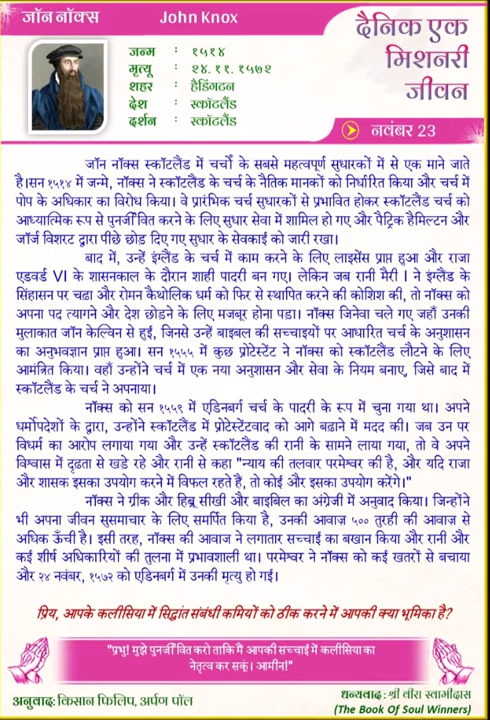 जॉन नॉक्स
John Knox
दैनिक एक
मिशनरी
जीवन
जन्म : १५१४
मृत्यू : २४. ११. १५७२
शहर : हैडिंगटन
देश : स्कॉटलैंड
दर्शन : स्कॉटलैंड
नवंबर 23
जॉन नॉक्स स्कॉटलैंड में चर्चों के सबसे महत्वपूर्ण सुधारकों में से एक माने जाते
है।सन १५१४ में जन्मे, नॉक्स ने स्कॉटलैंड के चर्च के नैतिक मानकों को निर्धारित किया और चर्च में
पोप के अधिकार का विरोध किया। वे प्रारंभिक चर्च सुधारकों से प्रभावित होकर स्कॉटलैंड चर्च को
आध्यात्मिक रूप से पुनर्जीवित करने के लिए सुधार सेवा में शामिल हो गए और पैट्रिक हैमिल्टन और
जॉर्ज विशरट द्वारा पीछे छोड़ दिए गए सुधार के सेवकाई को जारी रखा।
बाद में, उन्हें इंग्लैंड के चर्च में काम करने के लिए लाइसेंस प्राप्त हुआ और राजा
एडवर्ड VI के शासनकाल के दौरान शाही पादरी बन गए। लेकिन जब रानी मैरी I ने इंग्लैंड के
सिंहासन पर चढा और रोमन कैथोलिक धर्म को फिर से स्थापित करने की कोशिश की, तो नॉक्स को
अपना पद त्यागने और देश छोडने के लिए मजबूर होना पडा। नॉक्स जिनेवा चले गए जहाँ उनकी
मुलाकात जॉन केल्विन से हुई, जिनसे उन्हें बाइबल की सच्चाइयों पर आधारित चर्च के अनुशासन
का अनुभवज्ञान प्राप्त हुआ। सन १५५५ में कुछ प्रोटेस्टेंट ने नॉक्स को स्कॉटलैंड लौटने के लिए
आमंत्रित किया। वहाँ उन्होंने चर्च में एक नया अनुशासन और सेवा के नियम बनाए, जिसे बाद में
स्कॉटलैंड के चर्च ने अपनाया।
नॉक्स को सन १५५९ में एडिनबर्ग चर्च के पादरी के रूप में चुना गया था। अपने
धर्मोपदेशों के द्वारा, उन्होंने स्कॉटलैंड में प्रोटेस्टेंटवाद को आगे बढाने में मदद की। जब उन पर
विधर्म का आरोप लगाया गया और उन्हें स्कॉटलैंड की रानी के सामने लाया गया, तो वे अपने
विश्वास में दृढता से खडे रहे और रानी से कहा "न्याय की तलवार परमेश्वर की है, और यदि राजा
और शासक इसका उपयोग करने में विफल रहते हैं, तो कोई और इसका उपयोग करेंगे।"
नॉक्स ने ग्रीक और हिब्रू सीखी और बाइबिल का अंग्रेजी में अनुवाद किया। जिन्होंने
भी अपना जीवन सुसमाचार के लिए समर्पित किया है, उनकी आवाज ५०० तुरही की आवाज से
अधिक ऊँची है। इसी तरह, नॉक्स की आवाज ने लगातार सच्चाई का बखान किया और रानी और
कई शीर्ष अधिकारियों की तुलना में प्रभावशाली था। परमेश्वर ने नॉक्स को कई खतरों से बचाया
और २४ नवंबर, १५७२ को एडिनबर्ग में उनकी मृत्यु हो गई।
प्रिय, आपके कलीसिया में सिद्धांत संबंधी कमियों को ठीक करने में आपकी क्या भूमिका है?
"प्रभु! मुझे पुनर्जीवित करो ताकि मै आपकी सच्चाई में कलीसिया का
नेतृत्व कर सकूं। आमीन!"
अनुवाद: किसान फिलिप, अर्पण पॉल
धन्यवाद : श्री वीस स्वामीदास
(The Book Of Soul Winners)